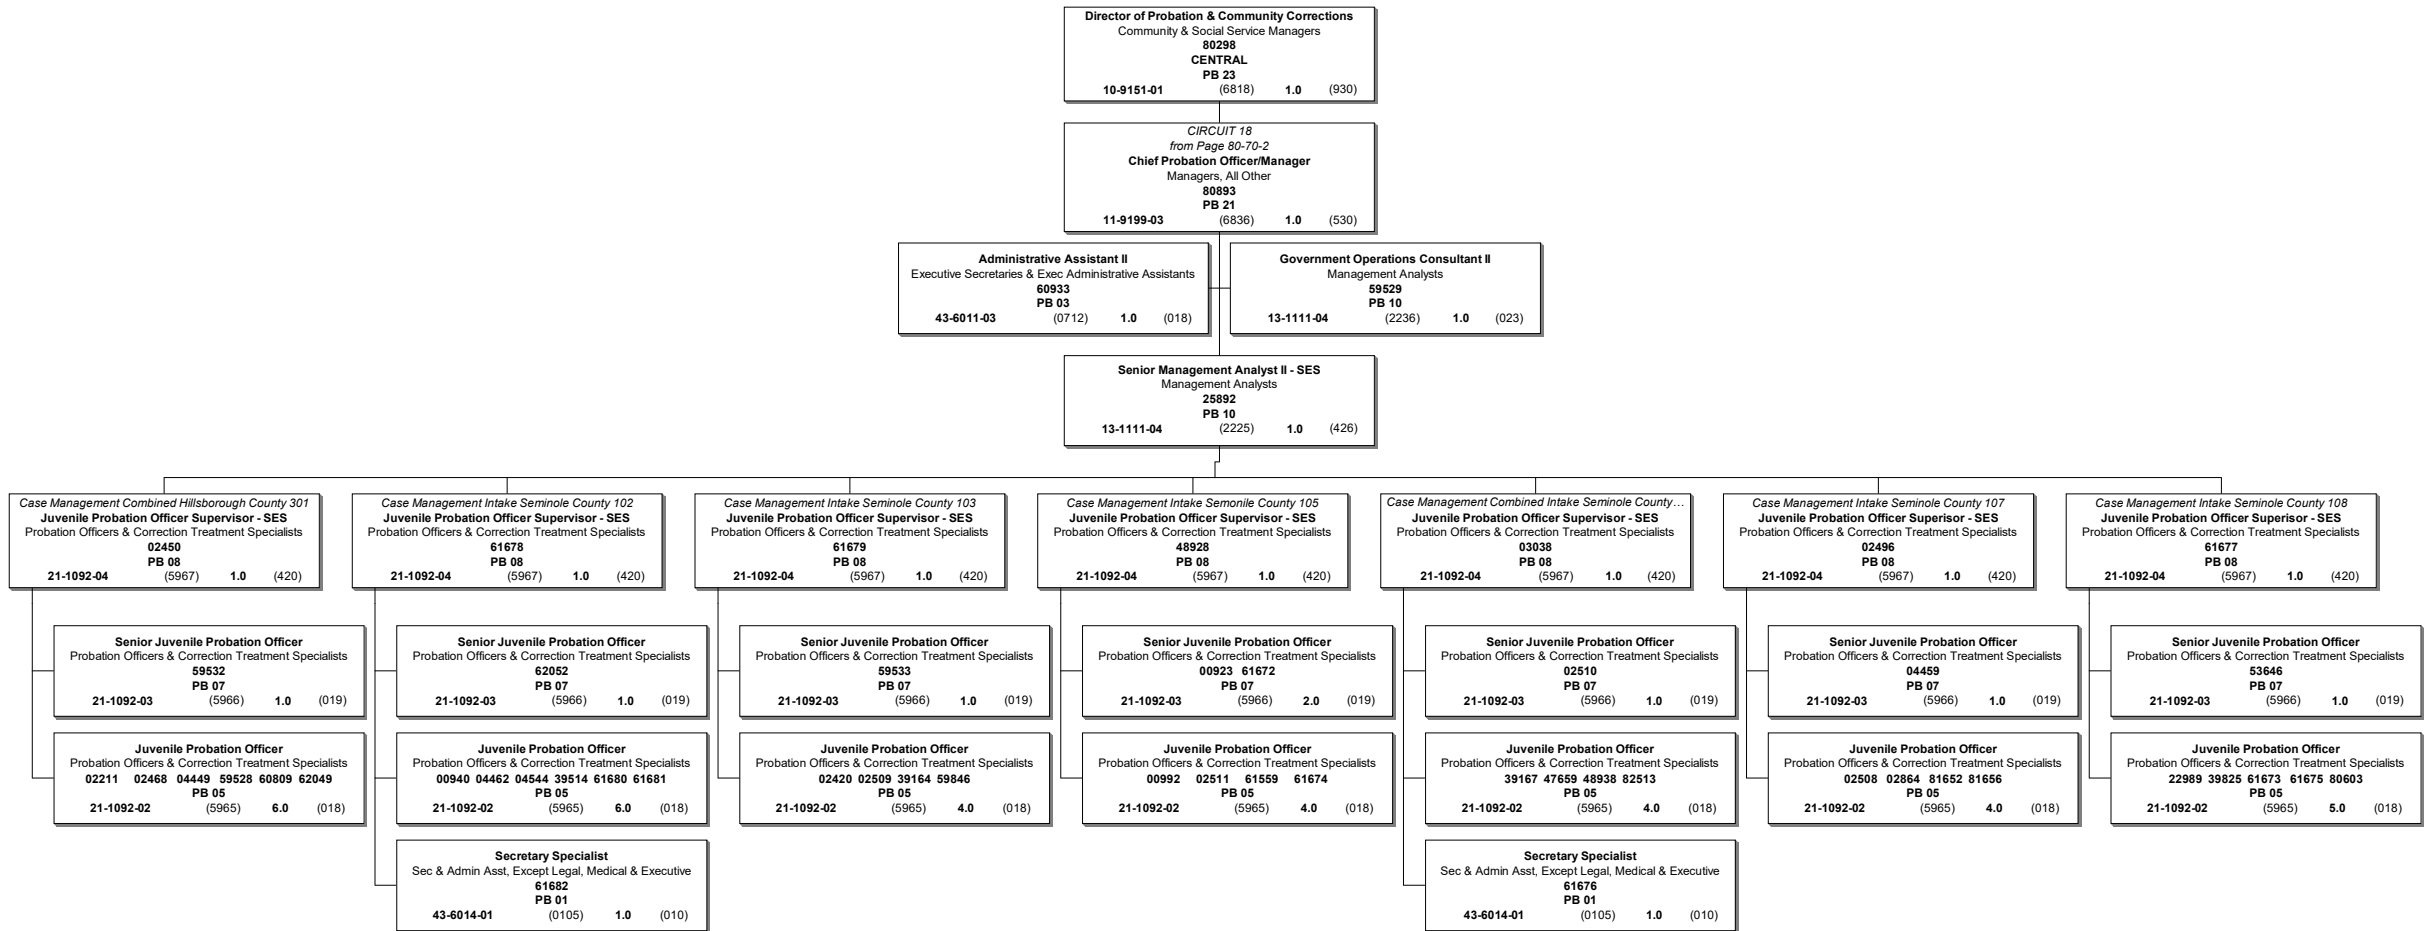 Director of Probation & Community Corrections
Community & Social Service Managers
80298
CENTRAL
PB 23
10-9151-01 (6818) 1.0 (930)
CIRCUIT 18
from Page 80-70-2
Chief Probation Officer/Manager
Managers, All Other
80893
PB 21
11-9199-03 (6836) 1.0 (530)
Administrative Assistant II
Executive Secretaries & Exec Administrative Assistants
60933
PB 03
43-6011-03 (0712) 1.0 (018)
Government Operations Consultant II
Management Analysts
59529
PB 10
13-1111-04 (2236) 1.0 (023)
Senior Management Analyst II - SES
Management Analysts
25892
PB 10
13-1111-04 (2225) 1.0 (426)
Case Management Combined Hillsborough County 301
Juvenile Probation Officer Supervisor - SES
Probation Officers & Correction Treatment Specialists
02450
PB 08
21-1092-04 (5967) 1.0 (420)
Senior Juvenile Probation Officer
Probation Officers & Correction Treatment Specialists
59532
PB 07
21-1092-03 (5966) 1.0 (019)
Juvenile Probation Officer
Probation Officers & Correction Treatment Specialists
02211 02468 04449 59528 60809 62049
PB 05
21-1092-02 (5965) 6.0 (018)
Case Management Intake Seminole County 102
Juvenile Probation Officer Supervisor - SES
Probation Officers & Correction Treatment Specialists
61678
PB 08
21-1092-04 (5967) 1.0 (420)
Senior Juvenile Probation Officer
Probation Officers & Correction Treatment Specialists
62052
PB 07
21-1092-03 (5966) 1.0 (019)
Juvenile Probation Officer
Probation Officers & Correction Treatment Specialists
00940 04462 04544 39514 61680 61681
PB 05
21-1092-02 (5965) 6.0 (018)
Secretary Specialist
Sec & Admin Asst, Except Legal, Medical & Executive
61682
PB 01
43-6014-01 (0105) 1.0 (010)
Case Management Intake Seminole County 103
Juvenile Probation Officer Supervisor - SES
Probation Officers & Correction Treatment Specialists
61679
PB 08
21-1092-04 (5967) 1.0 (420)
Senior Juvenile Probation Officer
Probation Officers & Correction Treatment Specialists
59533
PB 07
21-1092-03 (5966) 1.0 (019)
Juvenile Probation Officer
Probation Officers & Correction Treatment Specialists
02420 02509 39164 59846
PB 05
21-1092-02 (5965) 4.0 (018)
Case Management Intake Semonile County 105
Juvenile Probation Officer Supervisor - SES
Probation Officers & Correction Treatment Specialists
48928
PB 08
21-1092-04 (5967) 1.0 (420)
Senior Juvenile Probation Officer
Probation Officers & Correction Treatment Specialists
00923 61672
PB 07
21-1092-03 (5966) 2.0 (019)
Juvenile Probation Officer
Probation Officers & Correction Treatment Specialists
00992 02511 61559 61674
PB 05
21-1092-02 (5965) 4.0 (018)
Case Management Combined Intake Seminole County...
Juvenile Probation Officer Supervisor - SES
Probation Officers & Correction Treatment Specialists
03038
PB 08
21-1092-04 (5967) 1.0 (420)
Senior Juvenile Probation Officer
Probation Officers & Correction Treatment Specialists
02510
PB 07
21-1092-03 (5966) 1.0 (019)
Juvenile Probation Officer
Probation Officers & Correction Treatment Specialists
39167 47659 48938 82513
PB 05
21-1092-02 (5965) 4.0 (018)
Secretary Specialist
Sec & Admin Asst, Except Legal, Medical & Executive
61676
PB 01
43-6014-01 (0105) 1.0 (010)
Case Management Intake Seminole County 107
Juvenile Probation Officer Superisor - SES
Probation Officers & Correction Treatment Specialists
02496
PB 08
21-1092-04 (5967) 1.0 (420)
Senior Juvenile Probation Officer
Probation Officers & Correction Treatment Specialists
04459
PB 07
21-1092-03 (5966) 1.0 (019)
Juvenile Probation Officer
Probation Officers & Correction Treatment Specialists
02508 02864 81652 81656
PB 05
21-1092-02 (5965) 4.0 (018)
Case Management Intake Seminole County 108
Juvenile Probation Officer Superisor - SES
Probation Officers & Correction Treatment Specialists
61677
PB 08
21-1092-04 (5967) 1.0 (420)
Senior Juvenile Probation Officer
Probation Officers & Correction Treatment Specialists
53646
PB 07
21-1092-03 (5966) 1.0 (019)
Juvenile Probation Officer
Probation Officers & Correction Treatment Specialists
22989 39825 61673 61675 80603
PB 05
21-1092-02 (5965) 5.0 (018)